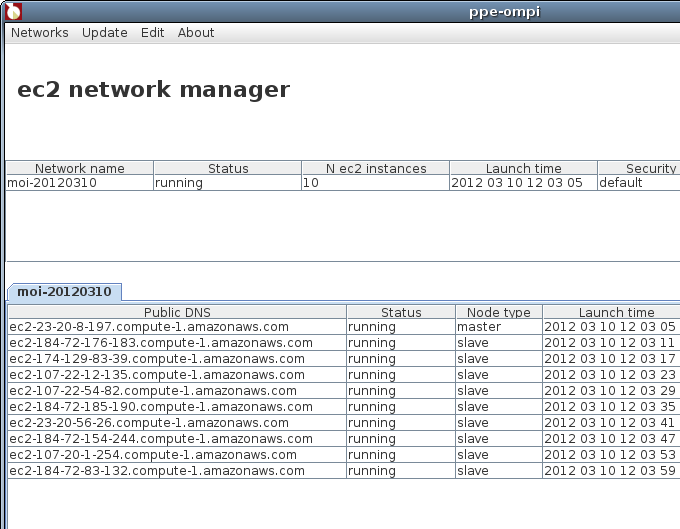 ppe-ompi
Networks Update Edit About
ec2 network manager
Network name Status N ec2 instances Launch time Security
moi-20120310 running 10 2012 03 10 12 03 05 default
moi-20120310
Public DNS Status Node type Launch time
ec2-23-20-8-197.compute-1.amazonaws.com running master 2012 03 10 12 03 05
ec2-184-72-176-183.compute-1.amazonaws.com running slave 2012 03 10 12 03 11
ec2-174-129-83-39.compute-1.amazonaws.com running slave 2012 03 10 12 03 17
ec2-107-22-12-135.compute-1.amazonaws.com running slave 2012 03 10 12 03 23
ec2-107-22-54-82.compute-1.amazonaws.com running slave 2012 03 10 12 03 29
ec2-184-72-185-190.compute-1.amazonaws.com running slave 2012 03 10 12 03 35
ec2-23-20-56-26.compute-1.amazonaws.com running slave 2012 03 10 12 03 41
ec2-184-72-154-244.compute-1.amazonaws.com running slave 2012 03 10 12 03 47
ec2-107-20-1-254.compute-1.amazonaws.com running slave 2012 03 10 12 03 53
ec2-184-72-83-132.compute-1.amazonaws.com running slave 2012 03 10 12 03 59